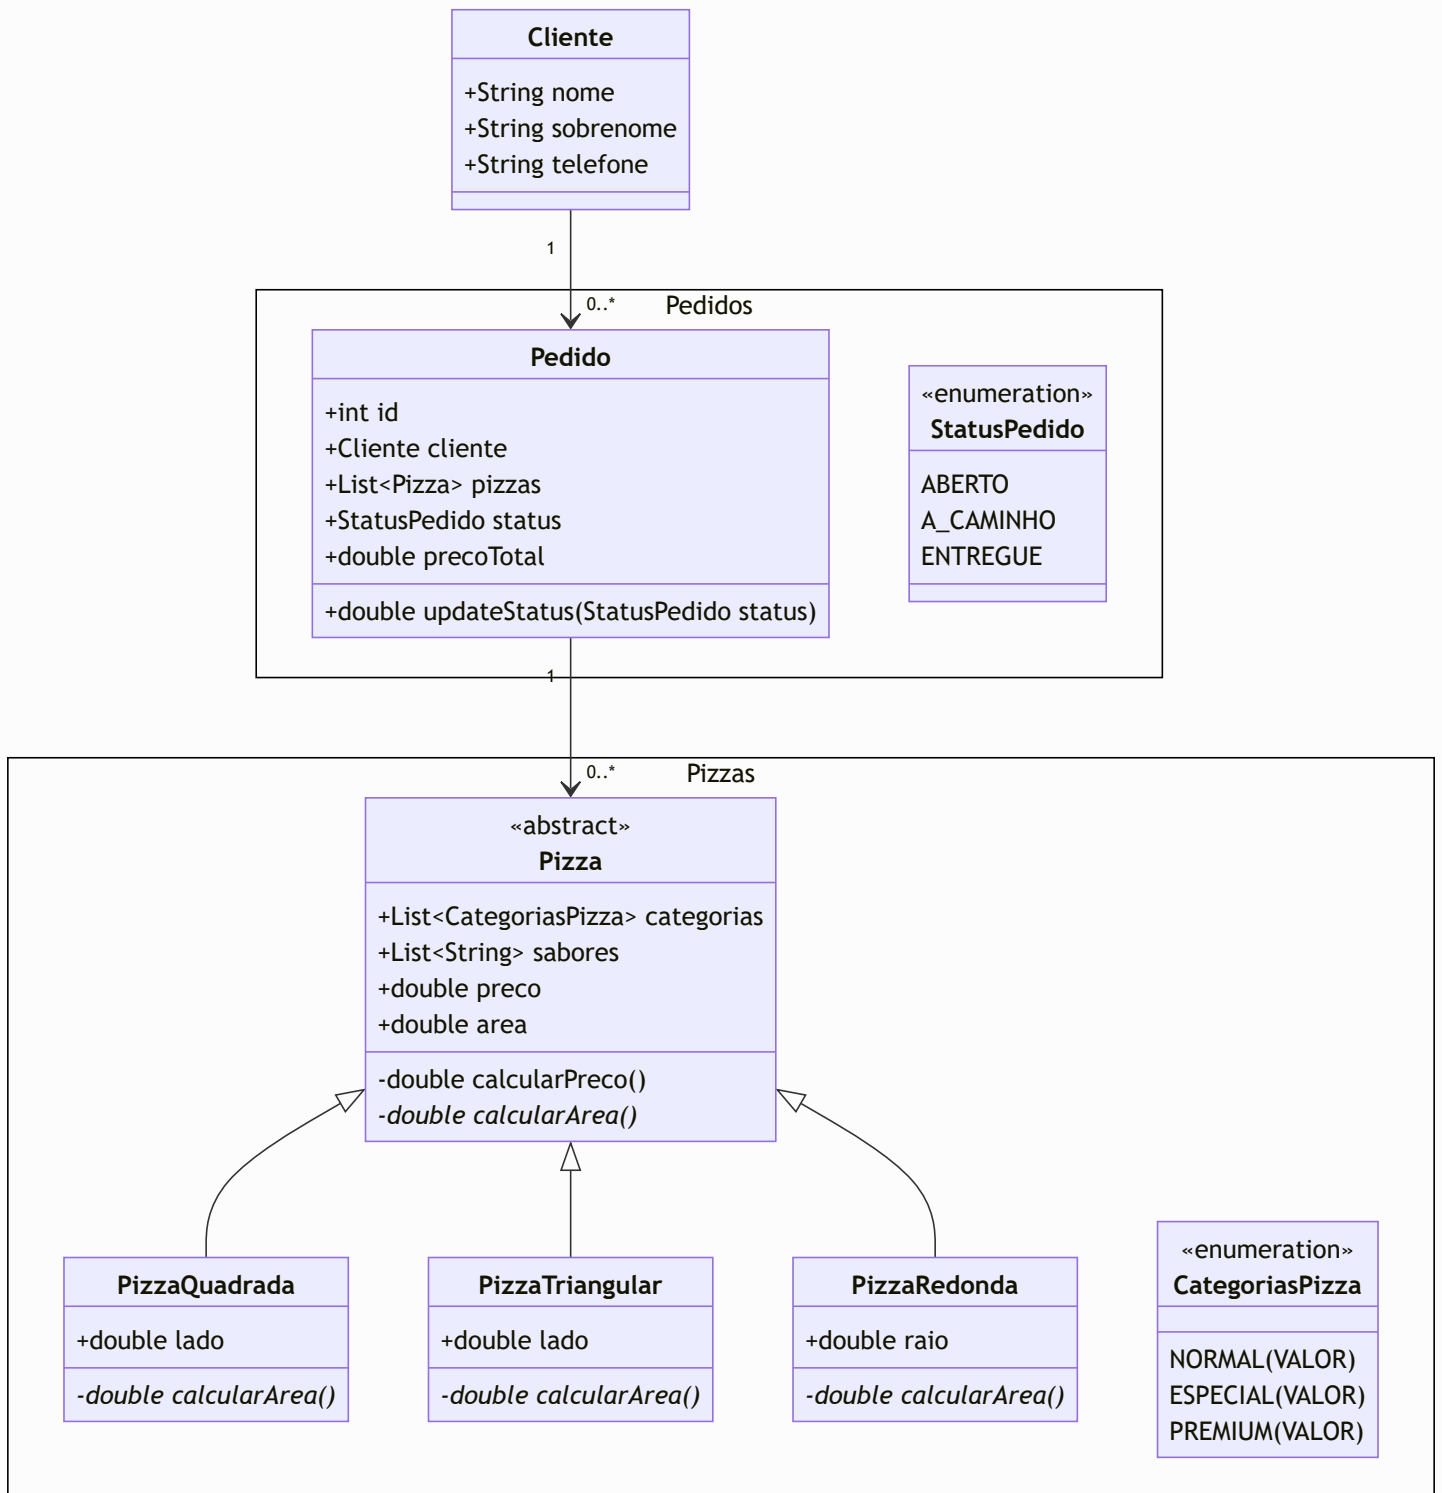 Cliente
+String nome
+String sobrenome
+String telefone
1
0..*
Pedidos
Pedido
+int id
+Cliente cliente
+List<Pizza> pizzas
+StatusPedido status
+double precoTotal
+double updateStatus(StatusPedido status)
«enumeration»
StatusPedido
ABERTO
A_CAMINHO
ENTREGUE
1
0..*
Pizzas
«abstract»
Pizza
+List<CategoriasPizza> categorias
+List<String> sabores
+double preco
+double area
-double calcularPreco()
-double calcularArea()
PizzaQuadrada
+double lado
-double calcularArea()
PizzaTriangular
+double lado
-double calcularArea()
PizzaRedonda
+double raio
-double calcularArea()
«enumeration»
CategoriasPizza
NORMAL(VALOR)
ESPECIAL(VALOR)
PREMIUM(VALOR)